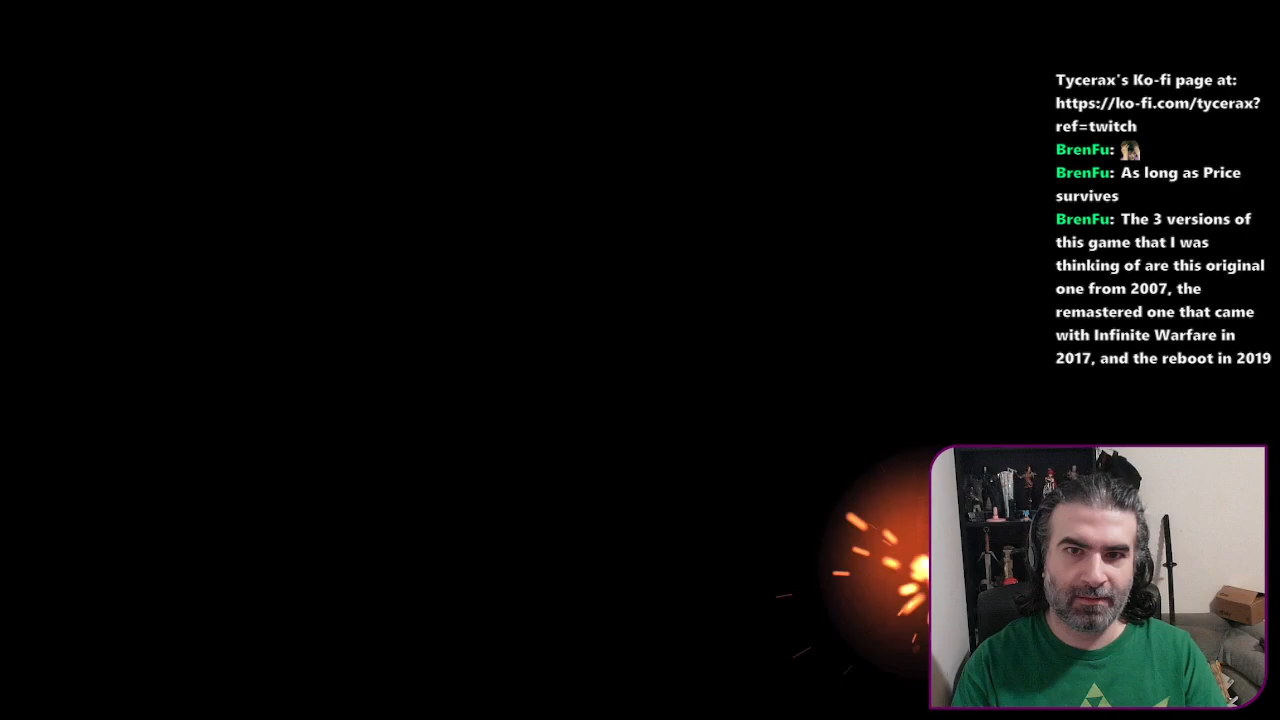 Tycerax's Ko-fi page at:
https://ko-fi.com/tycerax?
ref=twitch
BrenFu:
BrenFu: As long as Price
survives
BrenFu: The 3 versions of
this game that I was
thinking of are this original
one from 2007, the
remastered one that came
with Infinite Warfare in
2017, and the reboot in 2019